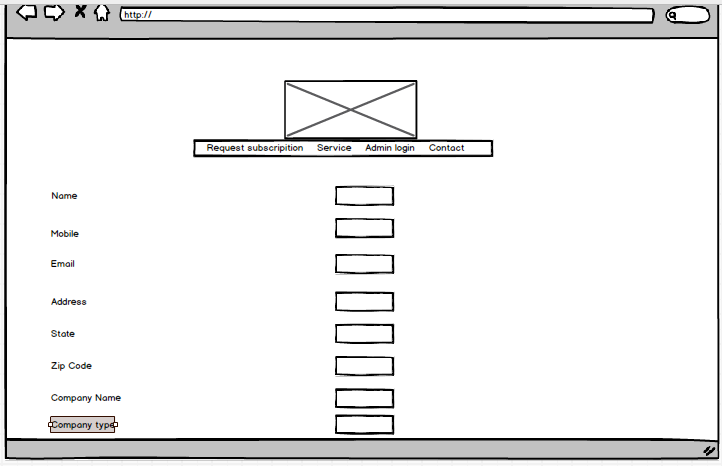 http://
Request subscripition Service Admin login Contact
Name
Mobile
Email
Address
State
Zip Code
Company Name
Company type